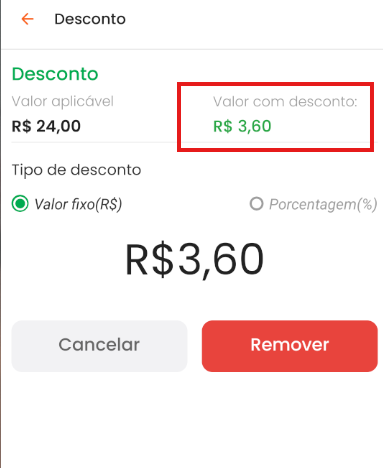 Desconto
Desconto
Valor aplicável
Valor com desconto:
R$ 24,00
R$ 3,60
Tipo de desconto
Valor fixo(R$)
Porcentagem(%)
R$3,60
Cancelar
Remover